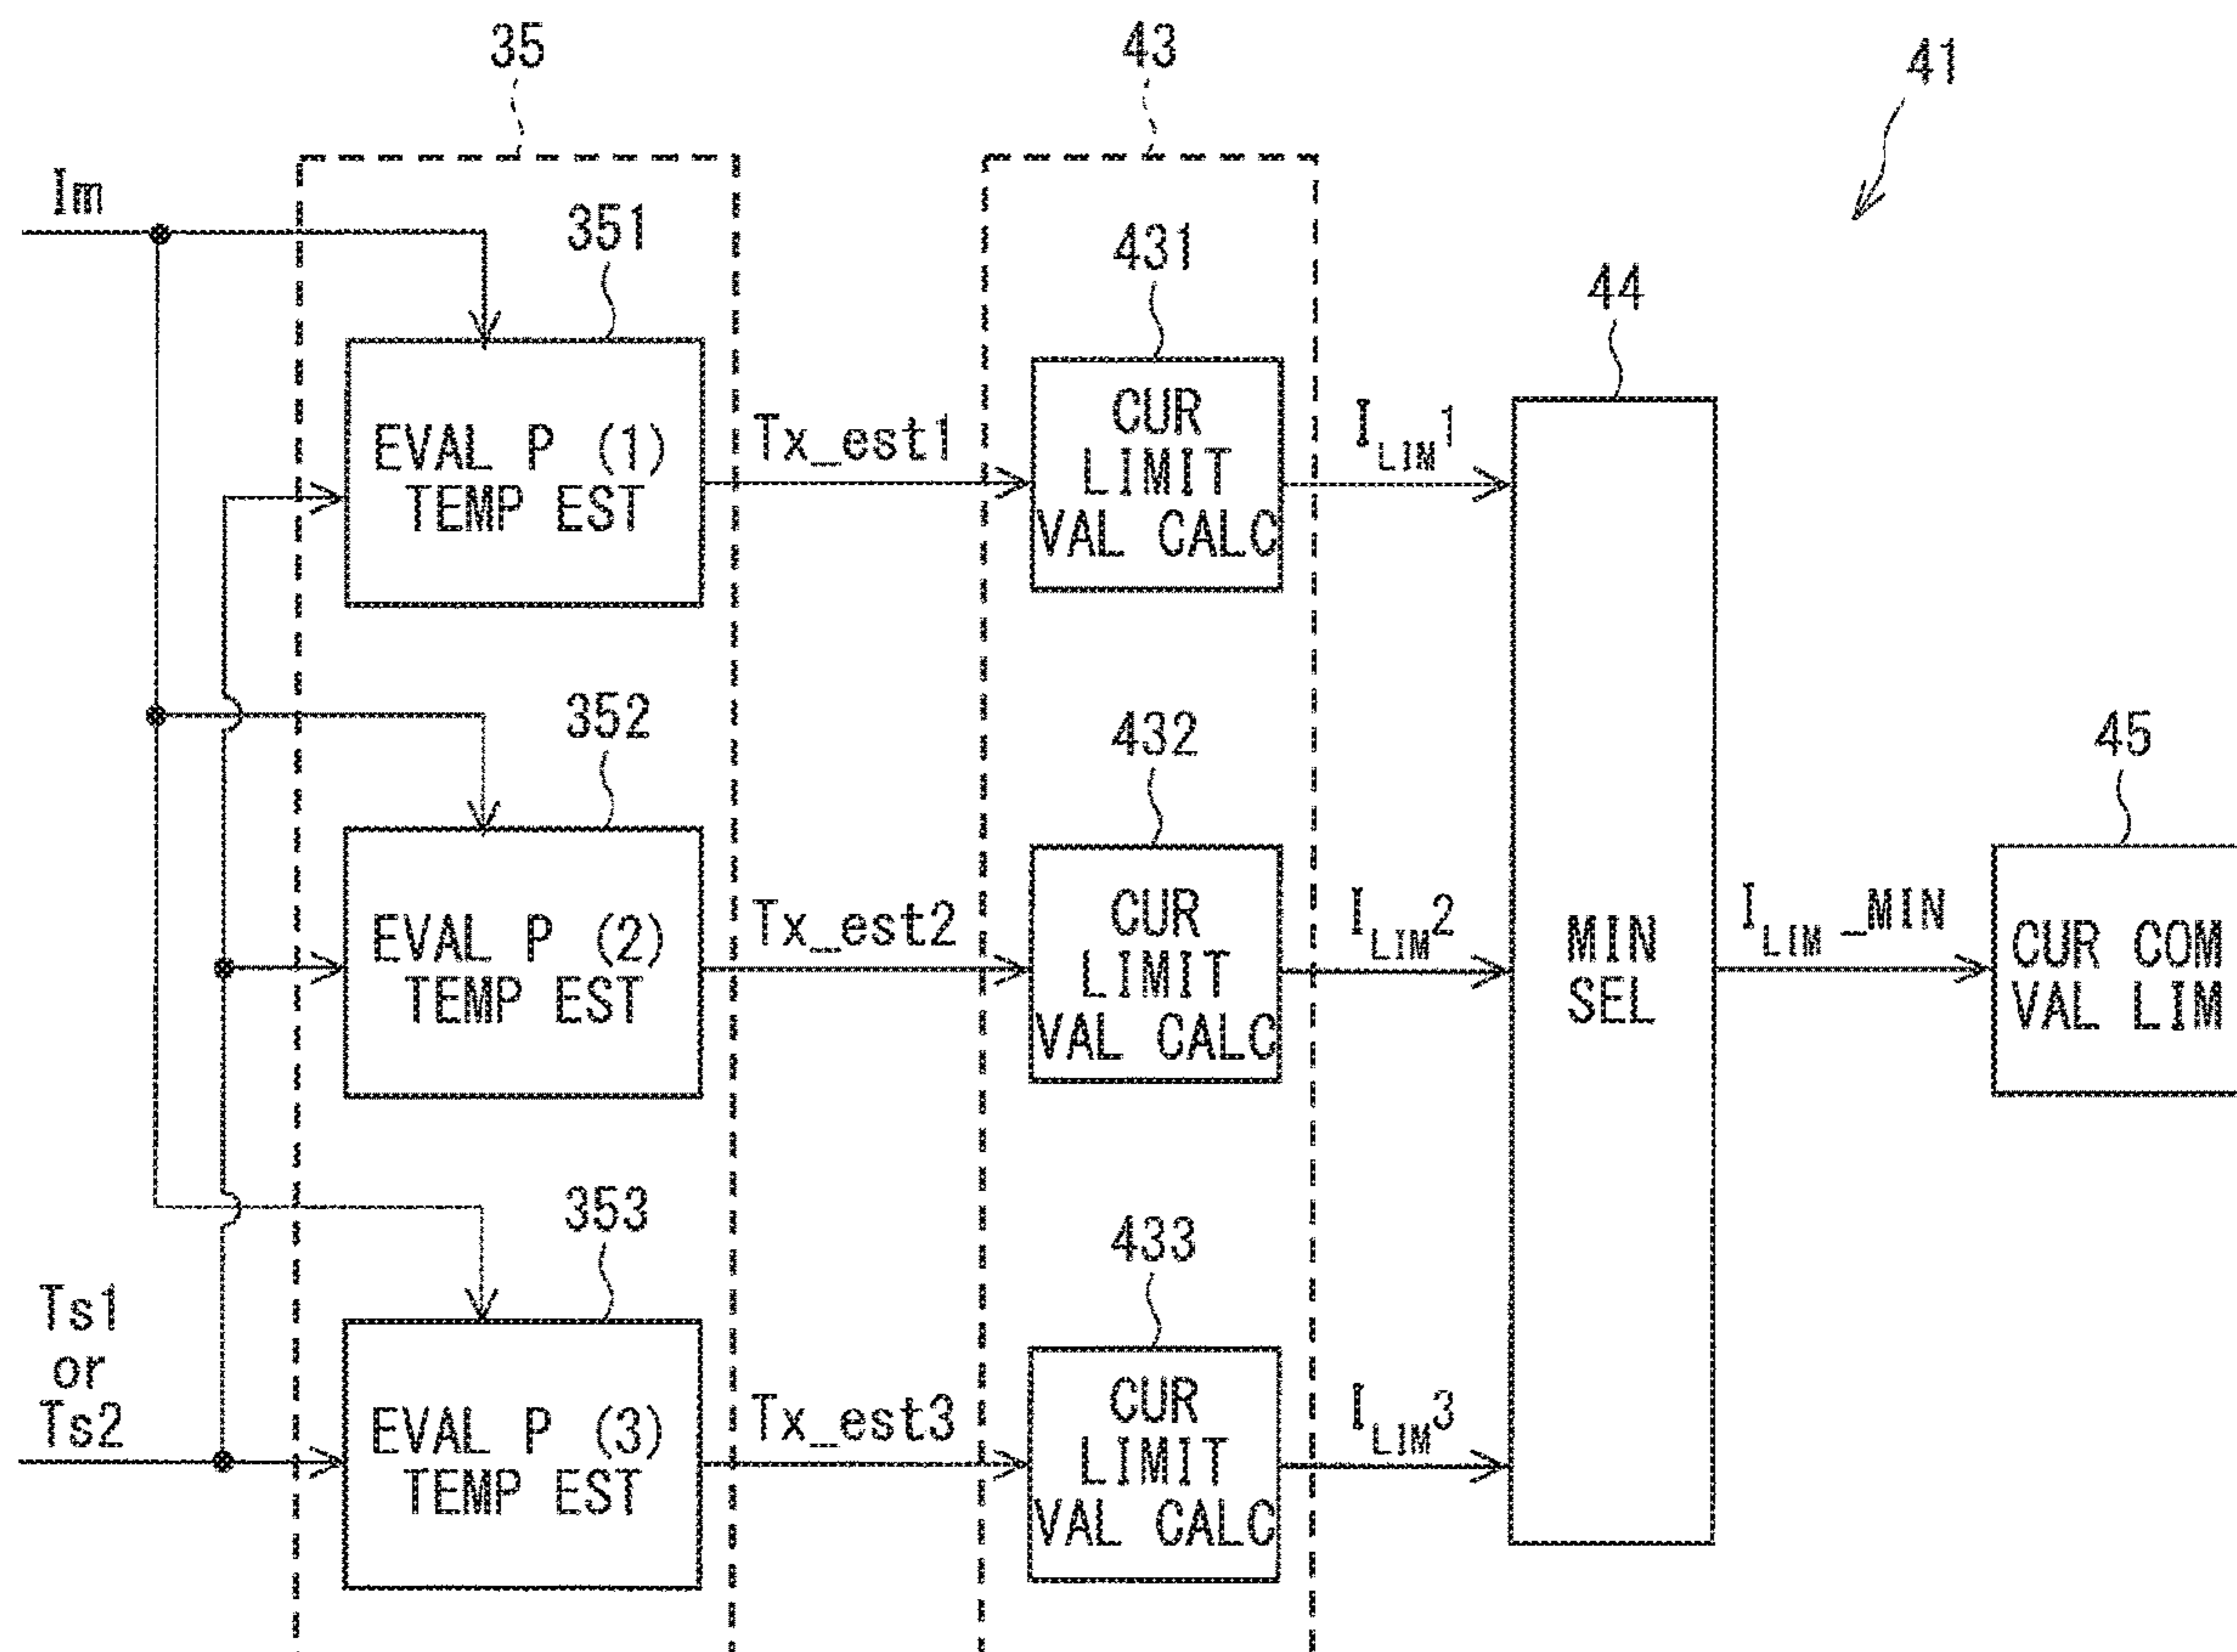 35
43
41
Im
351
431
44
EVAL P (1)
TEMP EST
Tx_est1
CUR
LIMIT
VAL CALC
ILIM1
352
432
45
EVAL P (2)
TEMP EST
Tx_est2
CUR
LIMIT
VAL CALC
ILIM2
MIN
SEL
ILIM_MIN
CUR COM
VAL LIM
353
433
Ts1
or
Ts2
EVAL P (3)
TEMP EST
Tx_est3
CUR
LIMIT
VAL CALC
ILIM3